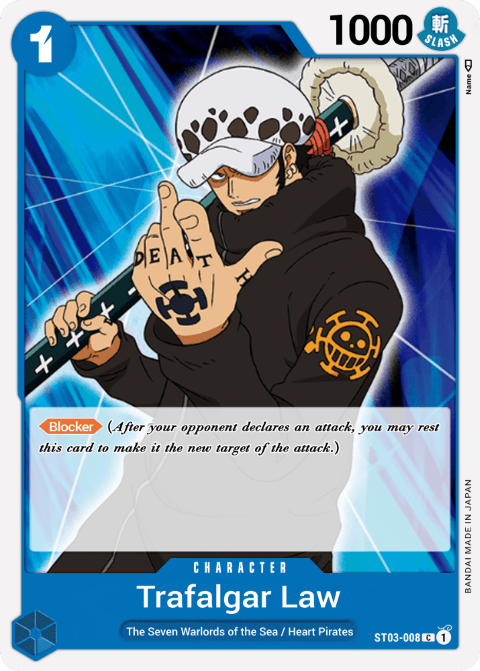 1
1000
斬
SLASH
Name
DEATH
Blocker (After your opponent declares an attack, you may rest
this card to make it the new target of the attack.)
BANDAI MADE IN JAPAN
CHARACTER
Trafalgar Law
The Seven Warlords of the Sea / Heart Pirates
ST03-008 C 1